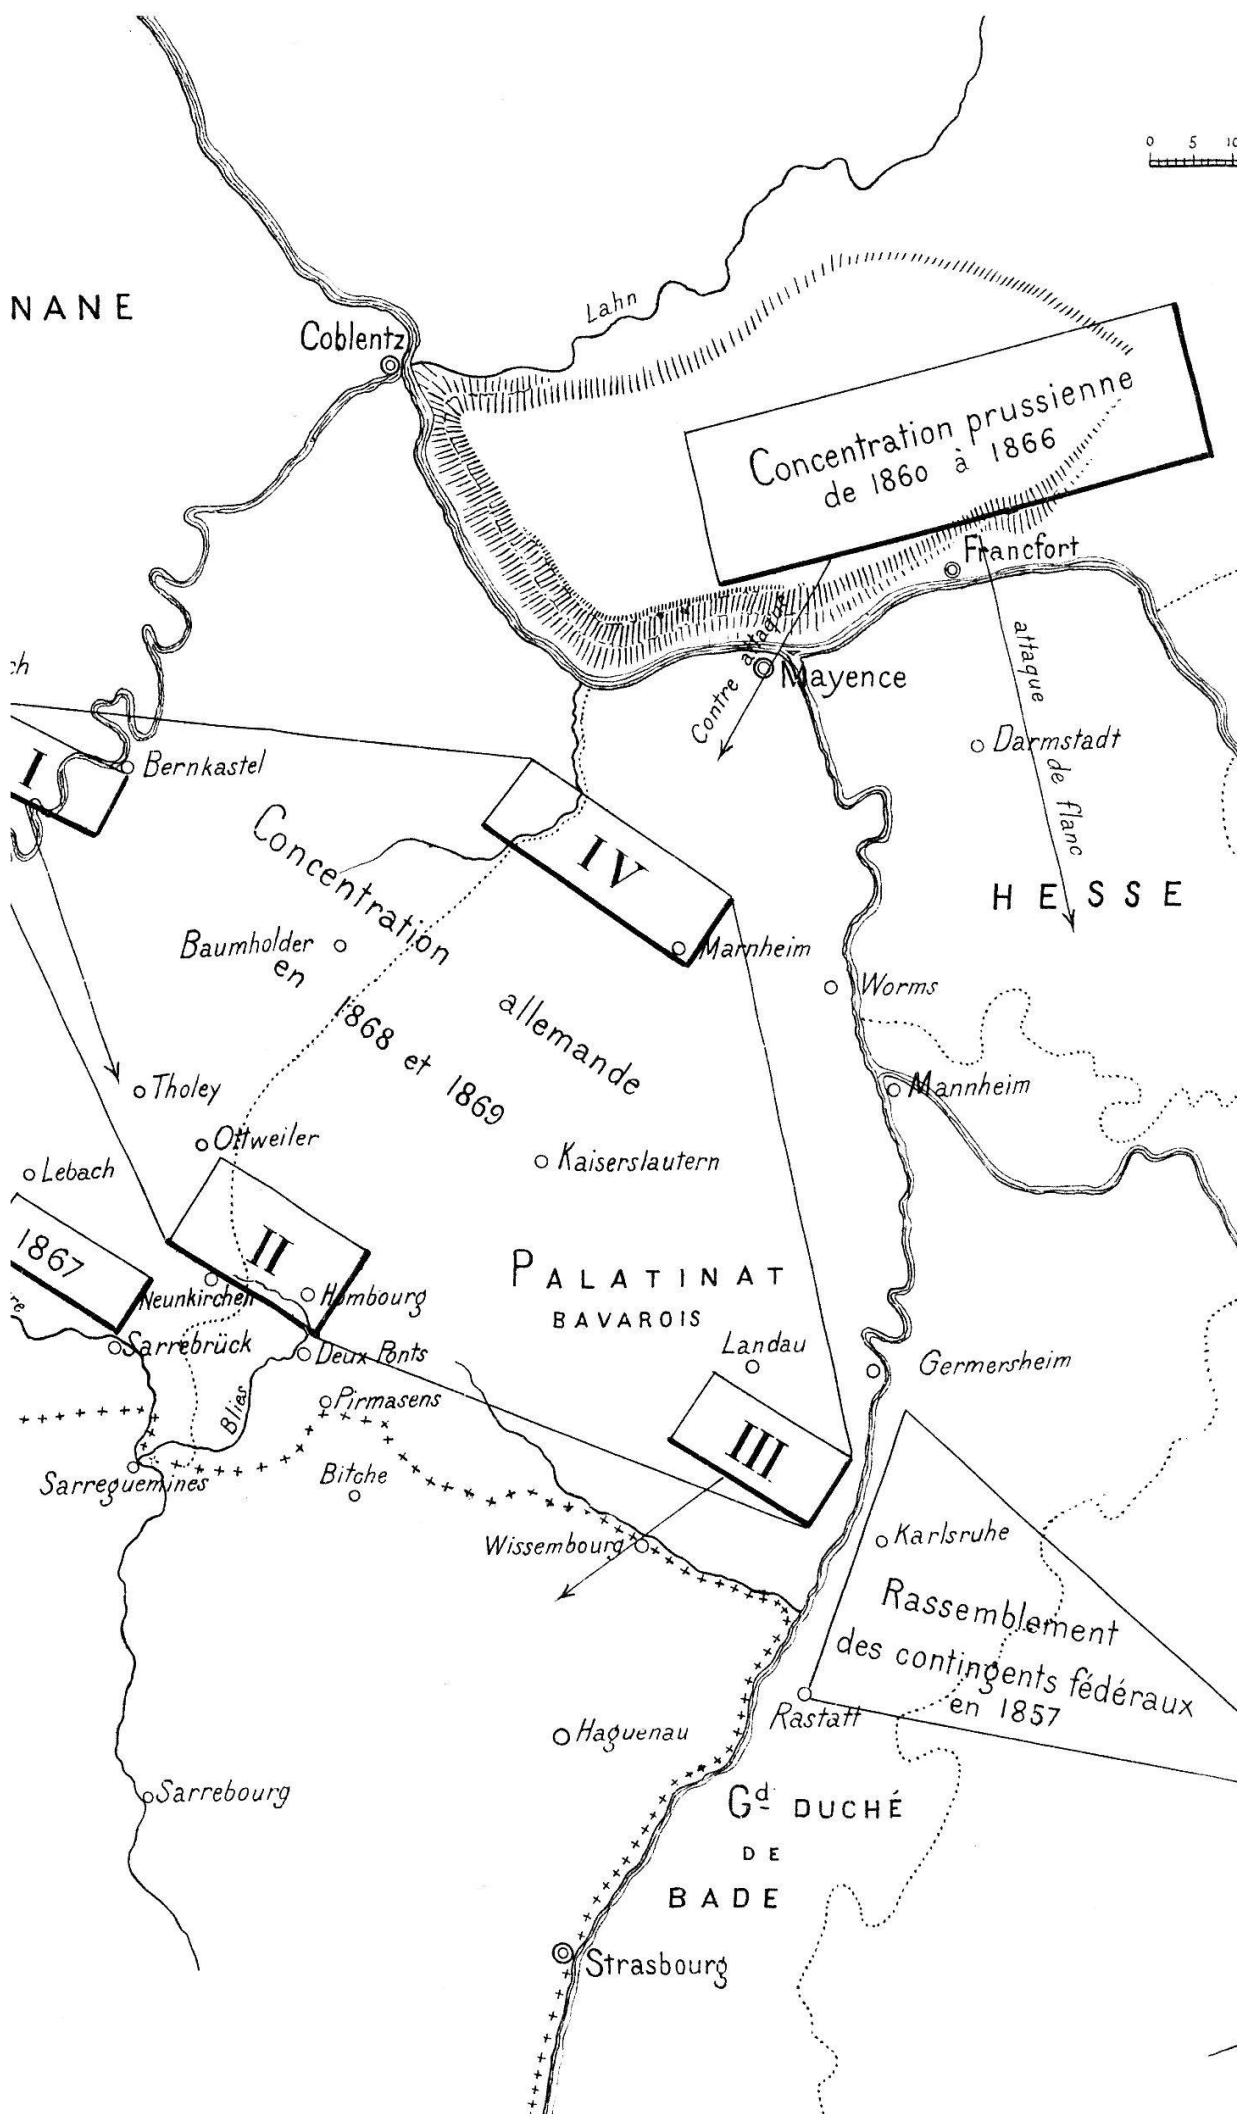 0 5 10
NANE
Lahn
Coblentz
Concentration prussienne
de 1860 à 1866
Francfort
Contre attaque
attaque de flanc
ch
Mayence
Darmstadt
I
Bernkastel
IV
HESSE
Concentration
allemande
en
1868 et 1869
Baumholder
Marnheim
Worms
Tholey
Mannheim
Ottweiler
Kaiserslautern
Lebach
II
1867
PALATINAT
BAVAROIS
Neunkirchen
Hombourg
re
Sarrebrück
Deux Ponts
Landau
Germersheim
Blies
Pirmasens
III
Sarreguemines
Bitche
Wissembourg
Karlsruhe
Rassemblement
des contingents fédéraux
en 1857
Rastatt
Haguenau
Sarrebourg
Gd DUCHÉ
DE
BADE
Strasbourg